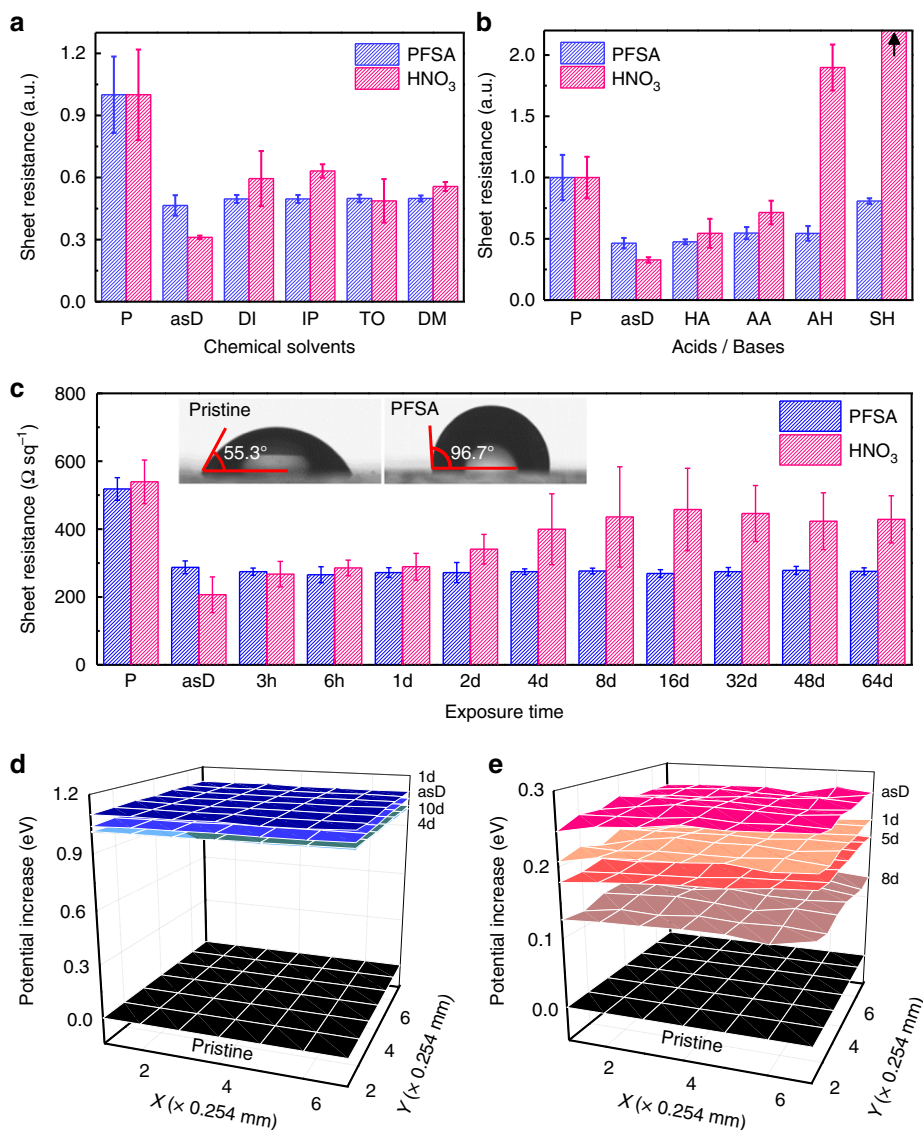 a
1.2
0.9
0.6
0.3
0.0
Sheet resistance (a.u.)
PFSA
HNO₃
P asD DI IP TO DM
Chemical solvents
b
2.0
1.5
1.0
0.5
0.0
Sheet resistance (a.u.)
PFSA
HNO₃
P asD HA AA AH SH
Acids / Bases
c
800
600
400
200
0
Sheet resistance (Ω sq⁻¹)
Pristine
55.3°
PFSA
96.7°
PFSA
HNO₃
P asD 3h 6h 1d 2d 4d 8d 16d 32d 48d 64d
Exposure time
d
1.2
0.9
0.6
0.3
0.0
Potential increase (eV)
1d
asD
10d
4d
Pristine
2 4 6
X (× 0.254 mm)
2 4 6
Y (× 0.254 mm)
e
0.3
0.2
0.1
0.0
Potential increase (eV)
asD
1d
5d
8d
Pristine
2 4 6
X (× 0.254 mm)
2 4 6
Y (× 0.254 mm)